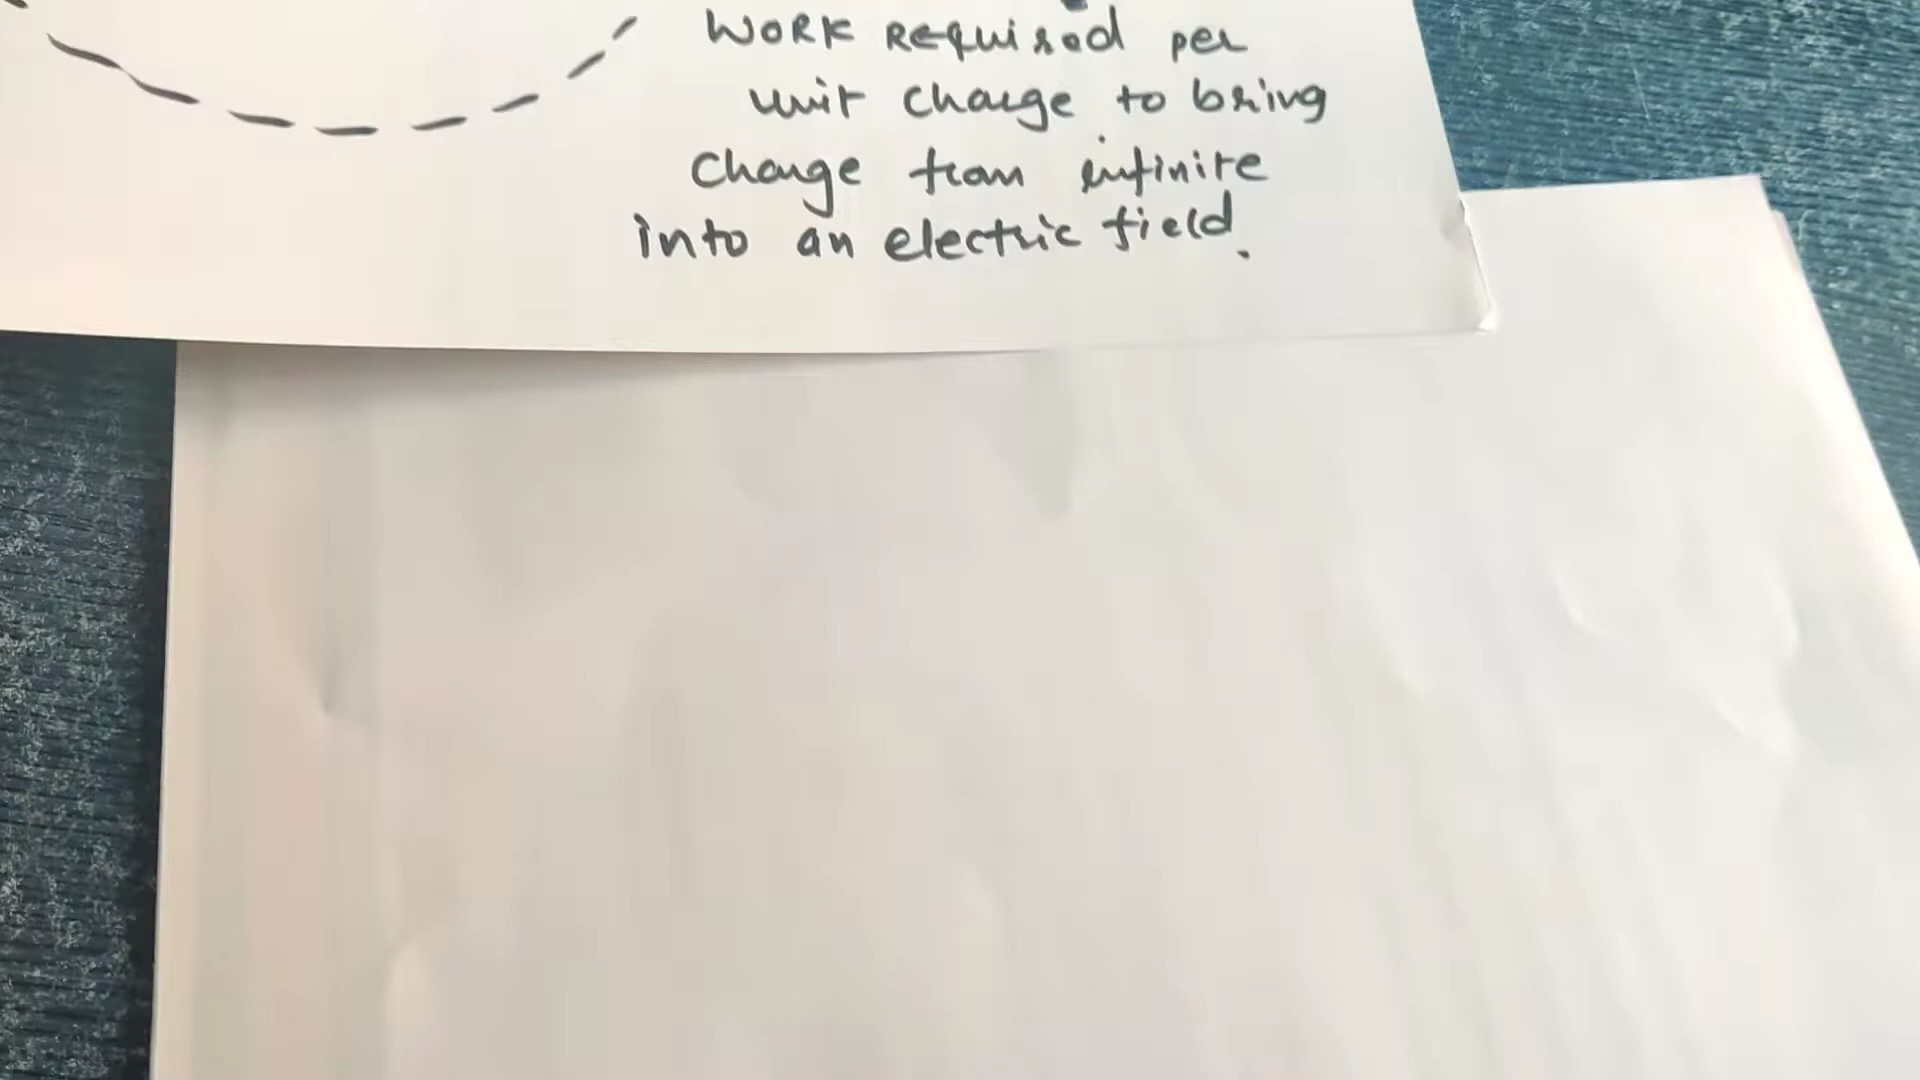 Work Required per
unit charge to bring
charge from infinite
into an electric field.